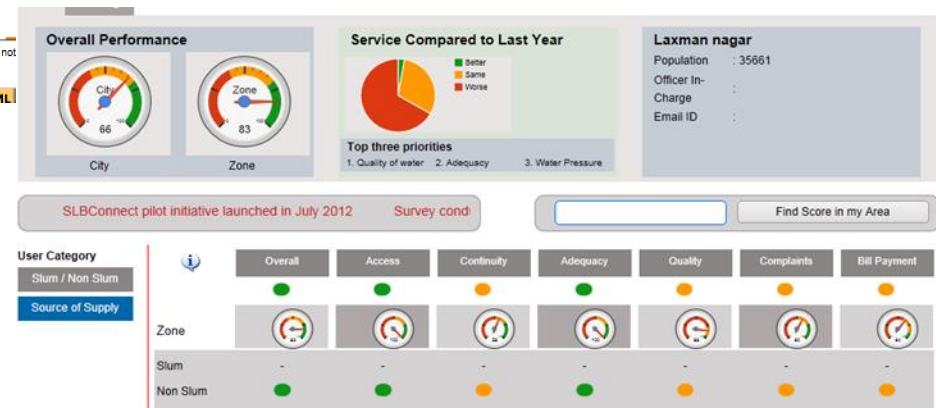 not
ML
Overall Performance
City
66
City
Zone
83
Zone
Service Compared to Last Year
Better
Same
Worse
Top three priorities
1. Quality of water 2. Adequacy 3. Water Pressure
Laxman nagar
Population : 35661
Officer In-
Charge :
Email ID :
SLBConnect pilot initiative launched in July 2012 Survey cond
Find Score in my Area
User Category
Slum / Non Slum
Source of Supply
Overall Access Continuity Adequacy Quality Complaints Bill Payment
Zone
Slum - - - - - - -
Non Slum